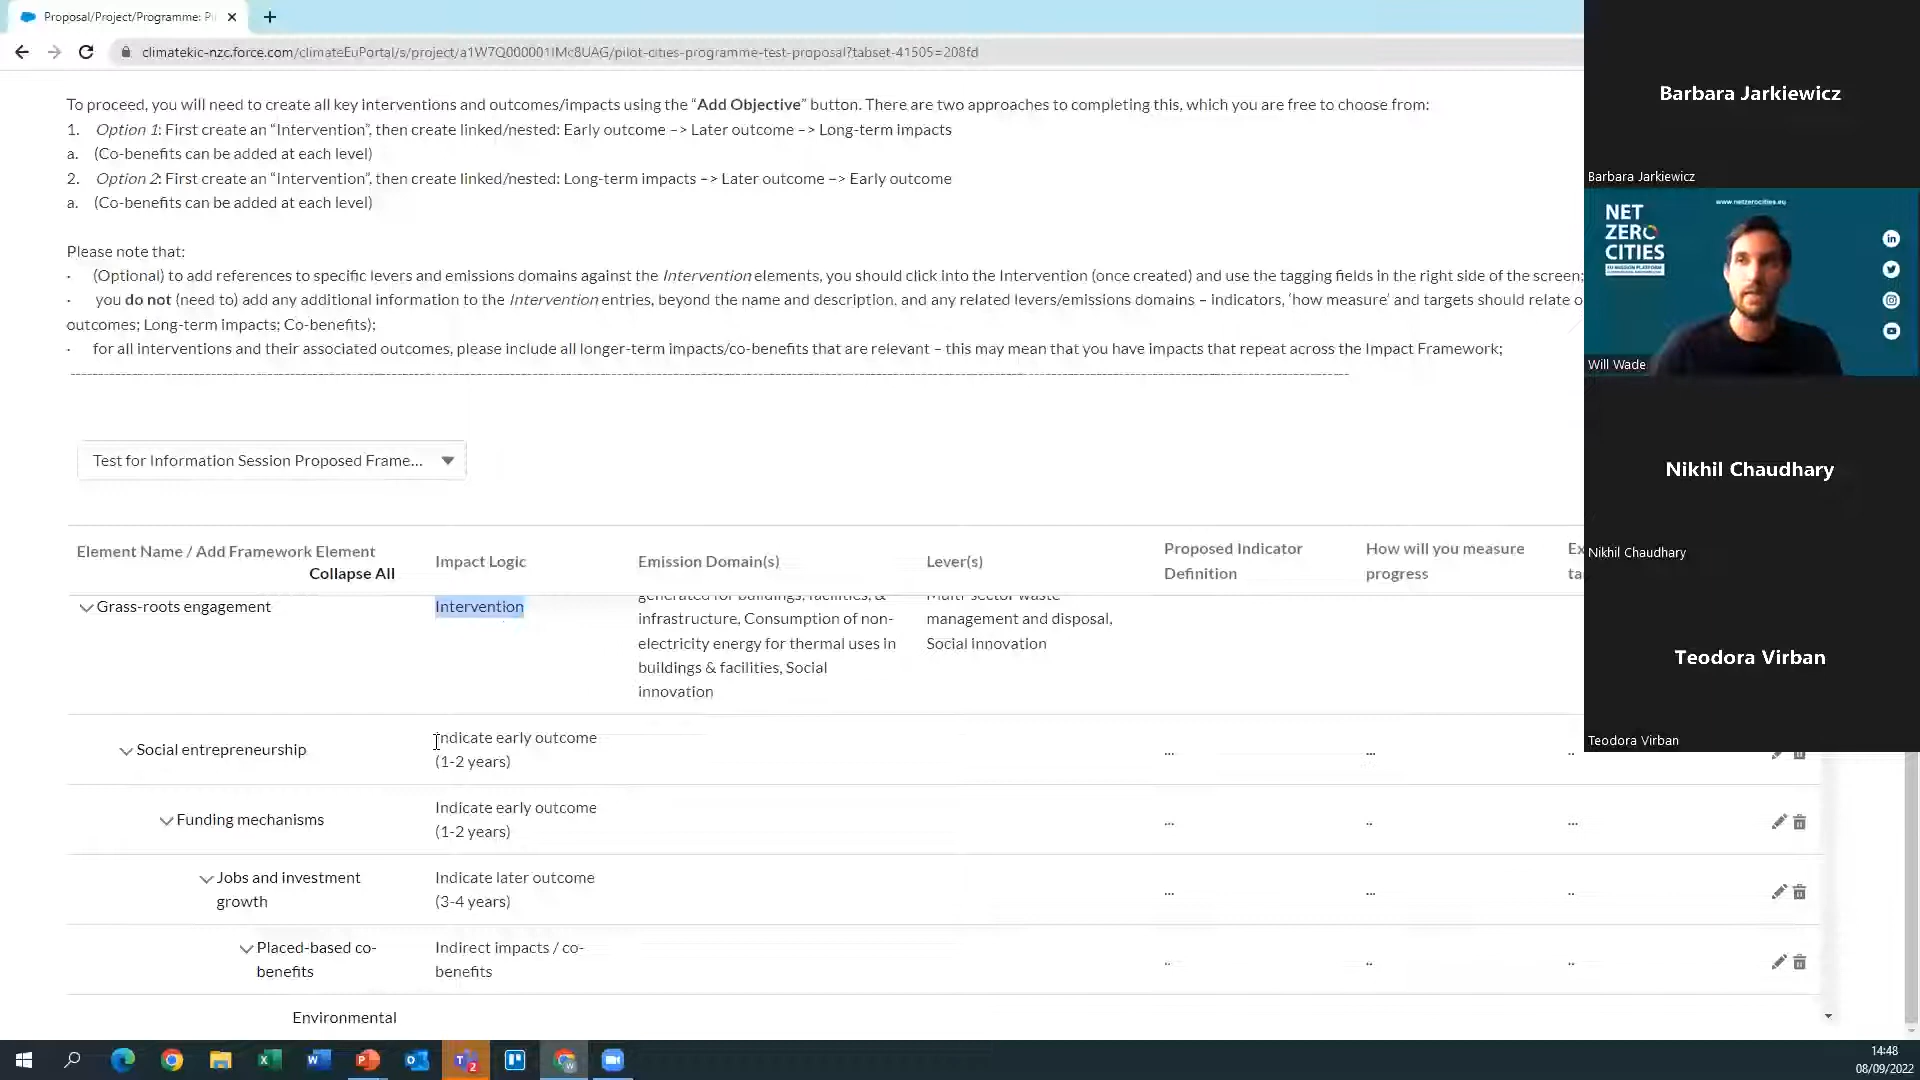 Proposal/Project/Programme: Pi
climatekic-nzc.force.com/climateEuPortal/s/project/a1W7Q000001IMc8UAG/pilot-cities-programme-test-proposal?tabset-41505=208fd
To proceed, you will need to create all key interventions and outcomes/impacts using the “Add Objective” button. There are two approaches to completing this, which you are free to choose from:
1. Option 1: First create an “Intervention”, then create linked/nested: Early outcome –> Later outcome –> Long-term impacts
a. (Co-benefits can be added at each level)
2. Option 2: First create an “Intervention”, then create linked/nested: Long-term impacts –> Later outcome –> Early outcome
a. (Co-benefits can be added at each level)
Please note that:
· (Optional) to add references to specific levers and emissions domains against the Intervention elements, you should click into the Intervention (once created) and use the tagging fields in the right side of the screen;
· you do not (need to) add any additional information to the Intervention entries, beyond the name and description, and any related levers/emissions domains – indicators, ‘how measure’ and targets should relate o
outcomes; Long-term impacts; Co-benefits);
· for all interventions and their associated outcomes, please include all longer-term impacts/co-benefits that are relevant – this may mean that you have impacts that repeat across the Impact Framework;
Test for Information Session Proposed Frame...
Element Name / Add Framework Element
Collapse All
Impact Logic
Emission Domain(s)
Lever(s)
Proposed Indicator
Definition
How will you measure
progress
Ex
ta
Grass-roots engagement
Intervention
generated for buildings, facilities, &
infrastructure, Consumption of non-
electricity energy for thermal uses in
buildings & facilities, Social
innovation
Multi-sector waste
management and disposal,
Social innovation
Social entrepreneurship
Indicate early outcome
(1-2 years)
...
...
..
Funding mechanisms
Indicate early outcome
(1-2 years)
...
..
...
Jobs and investment
growth
Indicate later outcome
(3-4 years)
...
...
..
Placed-based co-
benefits
Indirect impacts / co-
benefits
..
..
..
Environmental
Barbara Jarkiewicz
Barbara Jarkiewicz
www.netzerocities.eu
NET
ZERO
CITIES
EU MISSION PLATFORM
Will Wade
Nikhil Chaudhary
Nikhil Chaudhary
Teodora Virban
Teodora Virban
14:48
08/09/2022